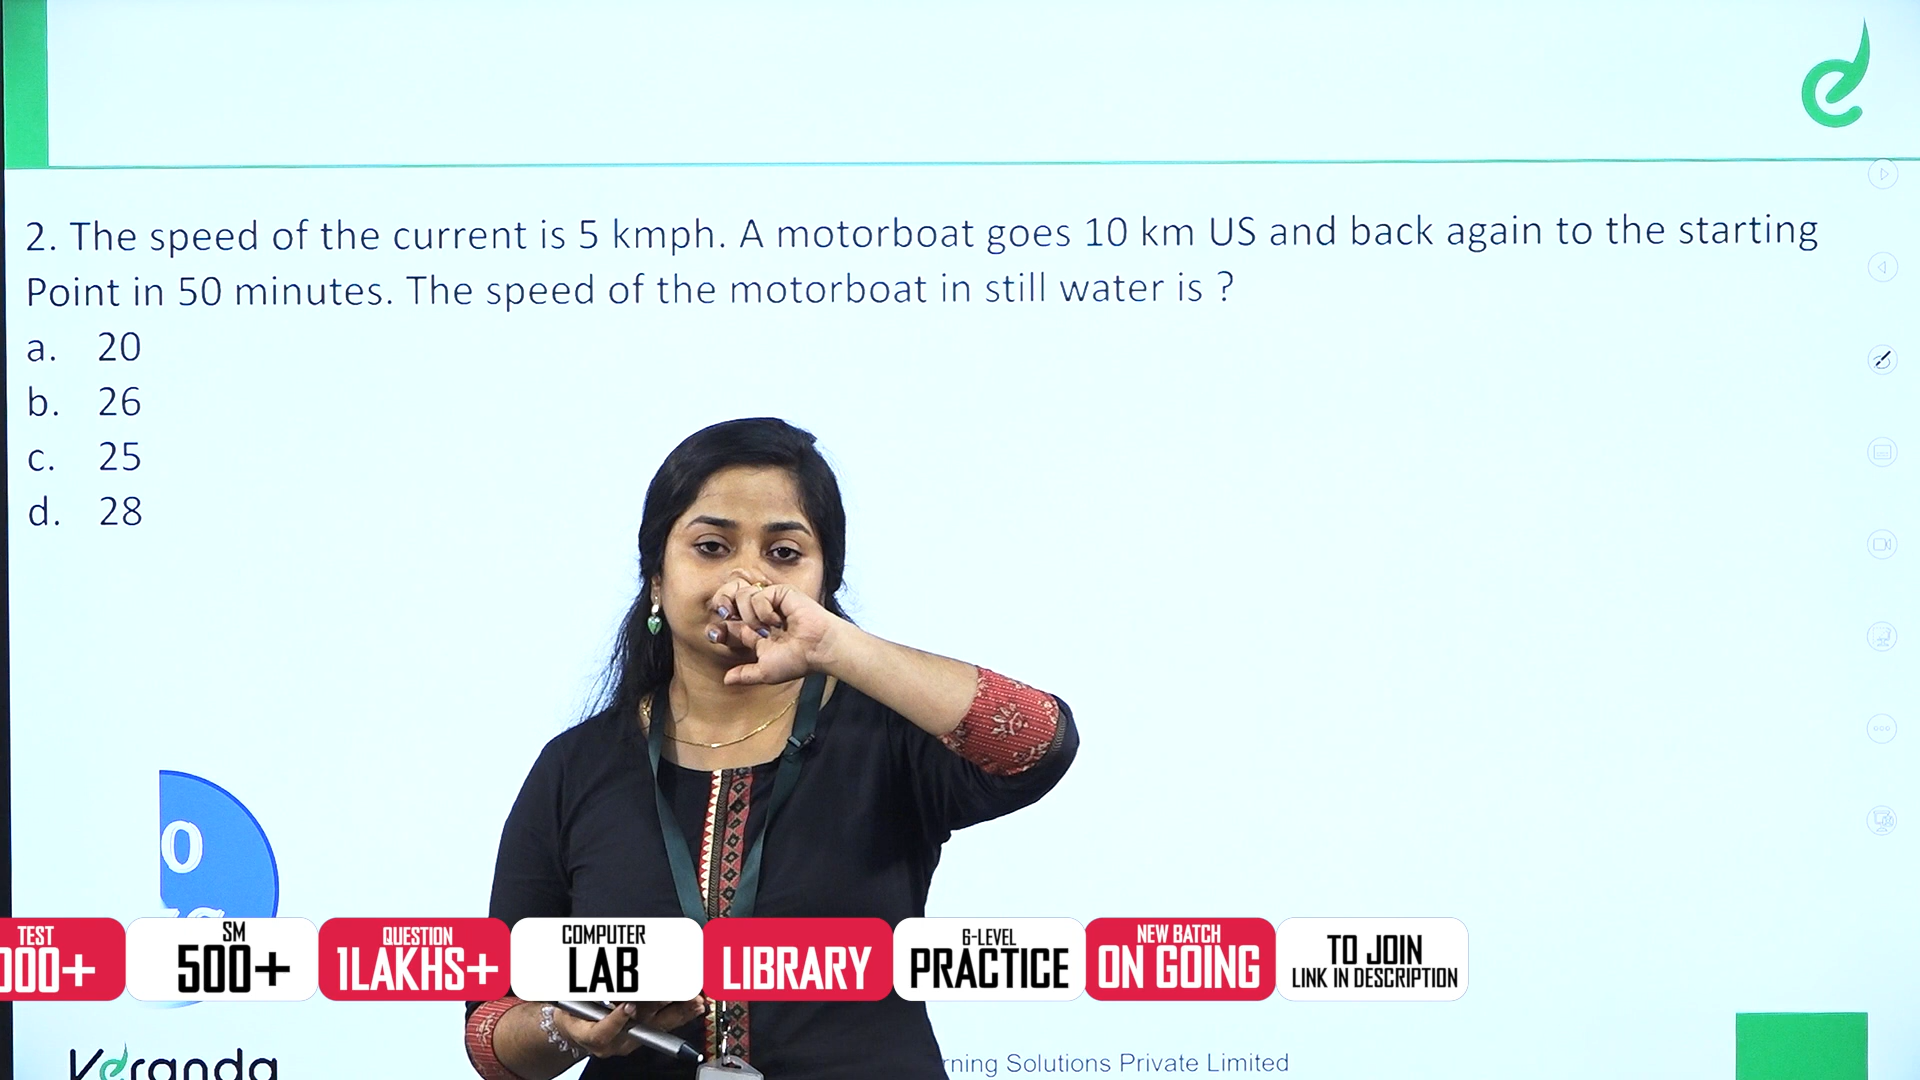 2. The speed of the current is 5 kmph. A motorboat goes 10 km US and back again to the starting
Point in 50 minutes. The speed of the motorboat in still water is ?
a. 20
b. 26
c. 25
d. 28
TEST
000+
SM
500+
QUESTION
1LAKHS+
COMPUTER
LAB
LIBRARY
6-LEVEL
PRACTICE
NEW BATCH
ON GOING
TO JOIN
LINK IN DESCRIPTION
Veranda
Solutions Private Limited